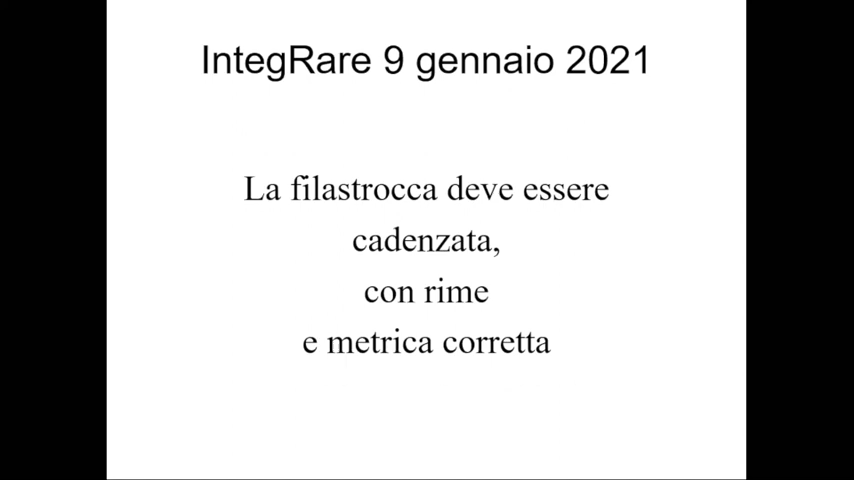 IntegRare 9 gennaio 2021
La filastrocca deve essere
cadenzata,
con rime
e metrica corretta